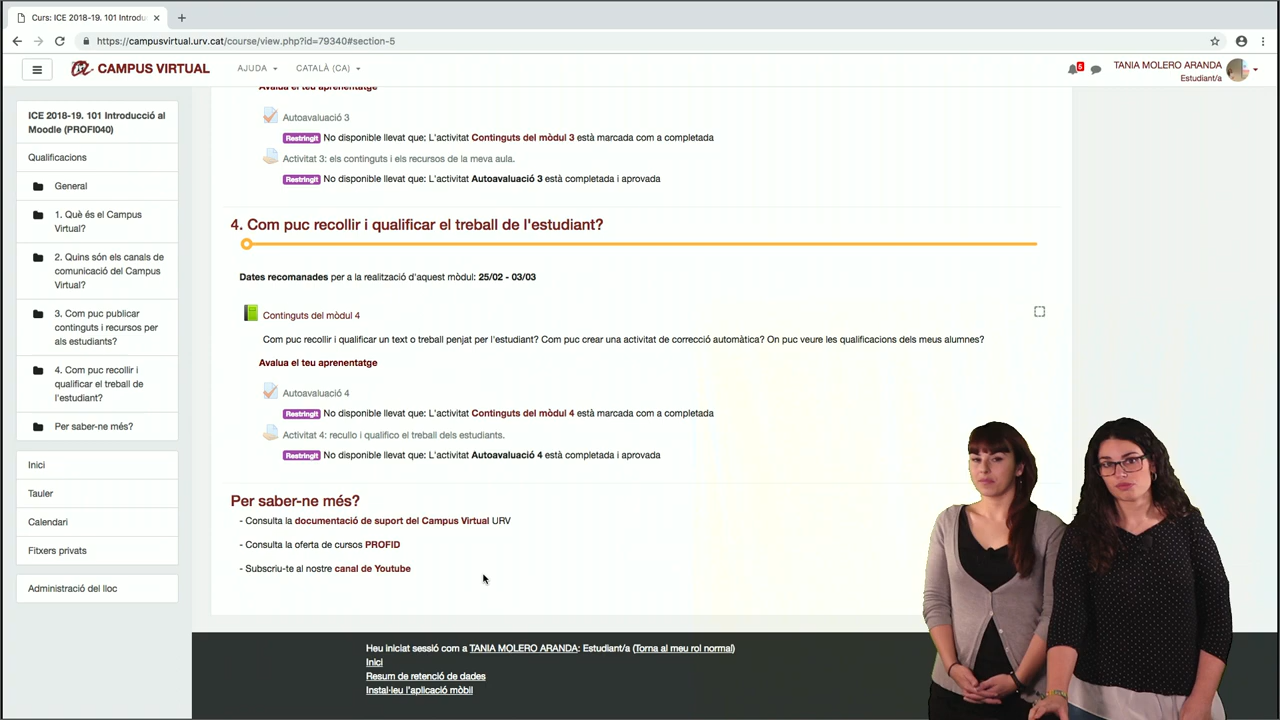 Curs: ICE 2018-19. 101 Introdu
https://campusvirtual.urv.cat/course/view.php?id=79340#section-5
CAMPUS VIRTUAL
AJUDA
CATALÀ (CA)
5
TANIA MOLERO ARANDA
Estudiant/a
ICE 2018-19. 101 Introducció al
Moodle (PROFI040)
Qualificacions
General
1. Què és el Campus
Virtual?
2. Quins són els canals de
comunicació del Campus
Virtual?
3. Com puc publicar
continguts i recursos per
als estudiants?
4. Com puc recollir i
qualificar el treball de
l'estudiant?
Per saber-ne més?
Inici
Tauler
Calendari
Fitxers privats
Administració del lloc
Avalua el teu aprenentatge
Autoavaluació 3
Restringit No disponible llevat que: L'activitat Continguts del mòdul 3 està marcada com a completada
Activitat 3: els continguts i els recursos de la meva aula.
Restringit No disponible llevat que: L'activitat Autoavaluació 3 està completada i aprovada
4. Com puc recollir i qualificar el treball de l'estudiant?
Dates recomanades per a la realització d'aquest mòdul: 25/02 - 03/03
Continguts del mòdul 4
Com puc recollir i qualificar un text o treball penjat per l'estudiant? Com puc crear una activitat de correcció automàtica? On puc veure les qualificacions dels meus alumnes?
Avalua el teu aprenentatge
Autoavaluació 4
Restringit No disponible llevat que: L'activitat Continguts del mòdul 4 està marcada com a completada
Activitat 4: recullo i qualifico el treball dels estudiants.
Restringit No disponible llevat que: L'activitat Autoavaluació 4 està completada i aprovada
Per saber-ne més?
- Consulta la documentació de suport del Campus Virtual URV
- Consulta la oferta de cursos PROFID
- Subscriu-te al nostre canal de Youtube
Heu iniciat sessió com a TANIA MOLERO ARANDA: Estudiant/a (Torna al meu rol normal)
Inici
Resum de retenció de dades
Instal·leu l'aplicació mòbil